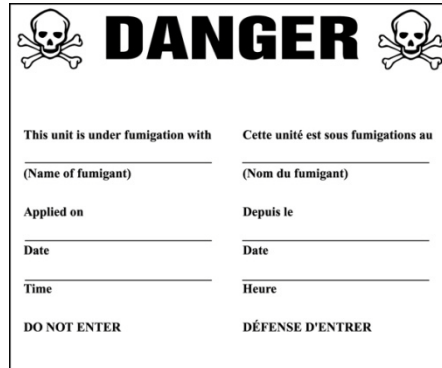 DANGER
This unit is under fumigation with
(Name of fumigant)
Applied on
Date
Time
DO NOT ENTER
Cette unité est sous fumigations au
(Nom du fumigant)
Depuis le
Date
Heure
DÉFENSE D'ENTRER